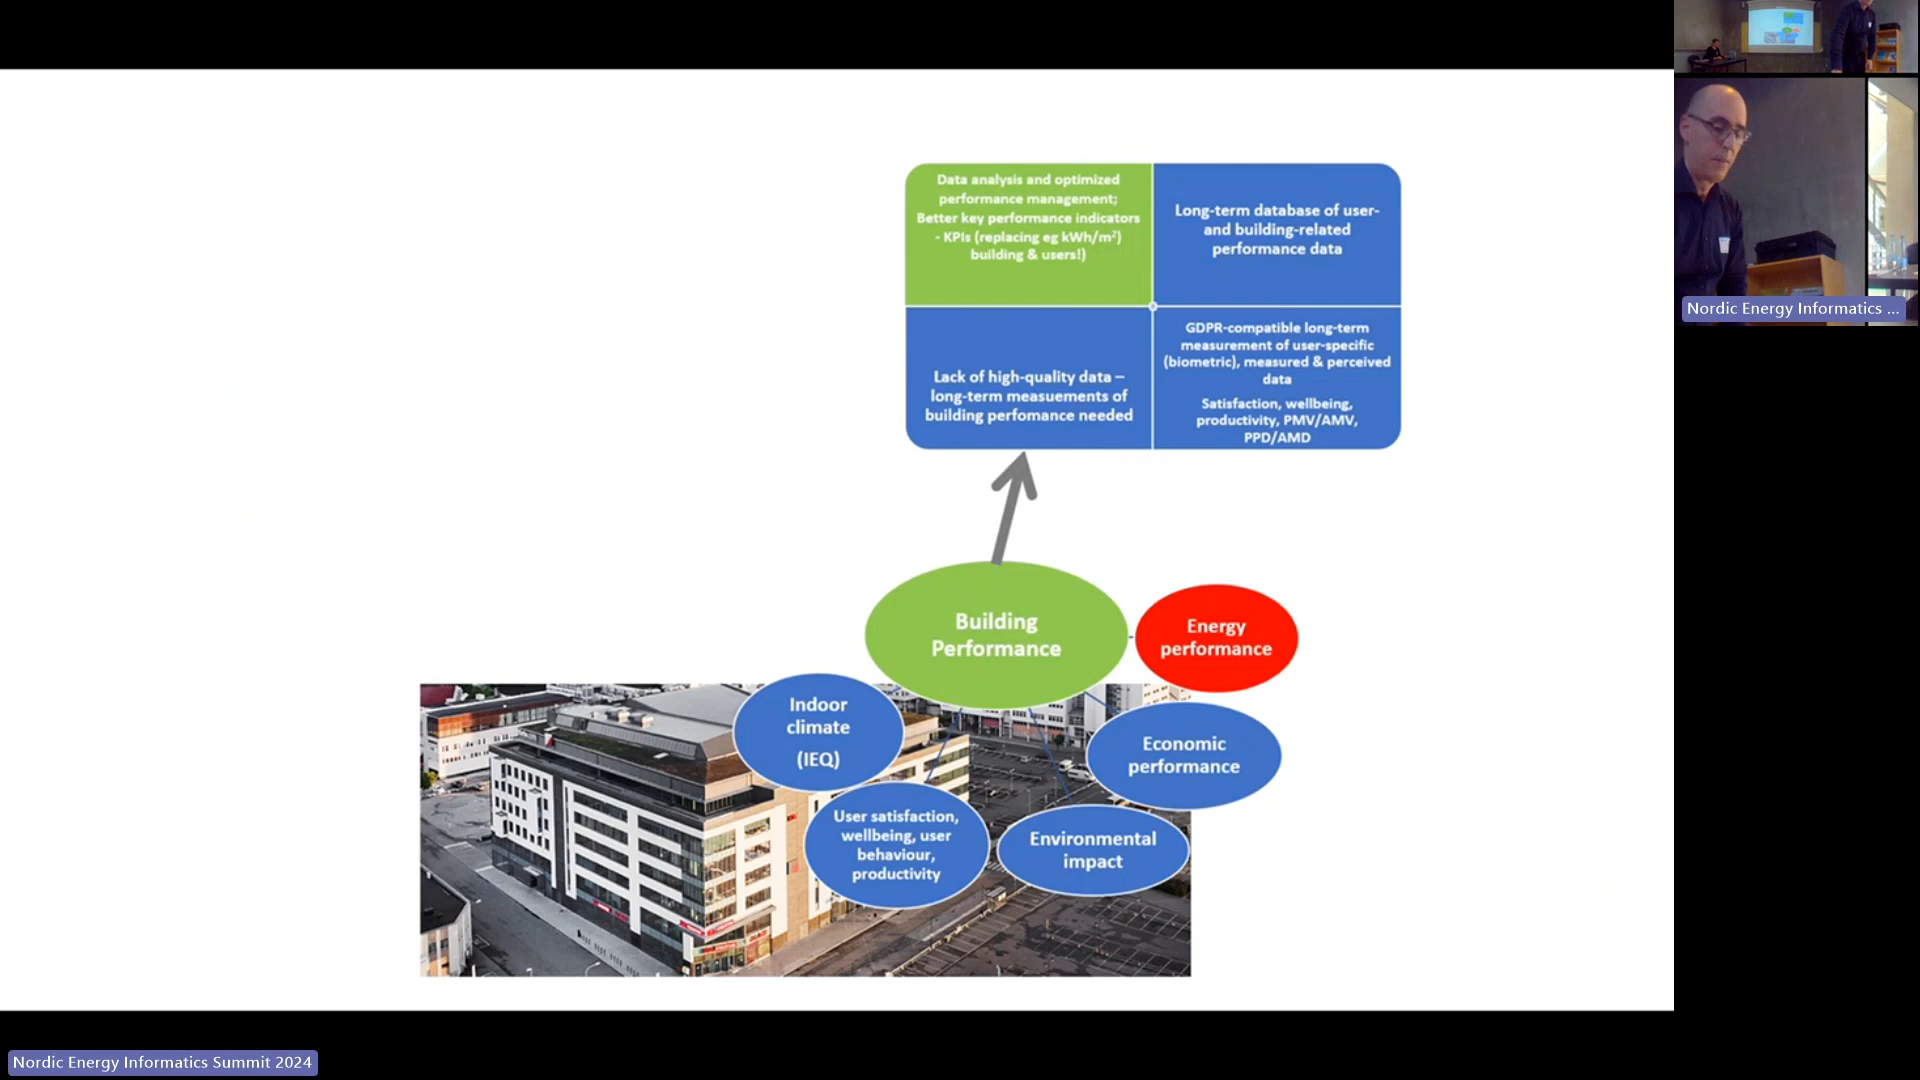 Data analysis and optimized
performance management;
Better key performance indicators
- KPIs (replacing eg kWh/m²)
building & users!)
Long-term database of user-
and building-related
performance data
Lack of high-quality data –
long-term measuements of
building perfomance needed
GDPR-compatible long-term
measurement of user-specific
(biometric), measured & perceived
data
Satisfaction, wellbeing,
productivity, PMV/AMV,
PPD/AMD
Building
Performance
Energy
performance
Indoor
climate
(IEQ)
Economic
performance
User satisfaction,
wellbeing, user
behaviour,
productivity
Environmental
impact
Nordic Energy Informatics ...
Nordic Energy Informatics Summit 2024